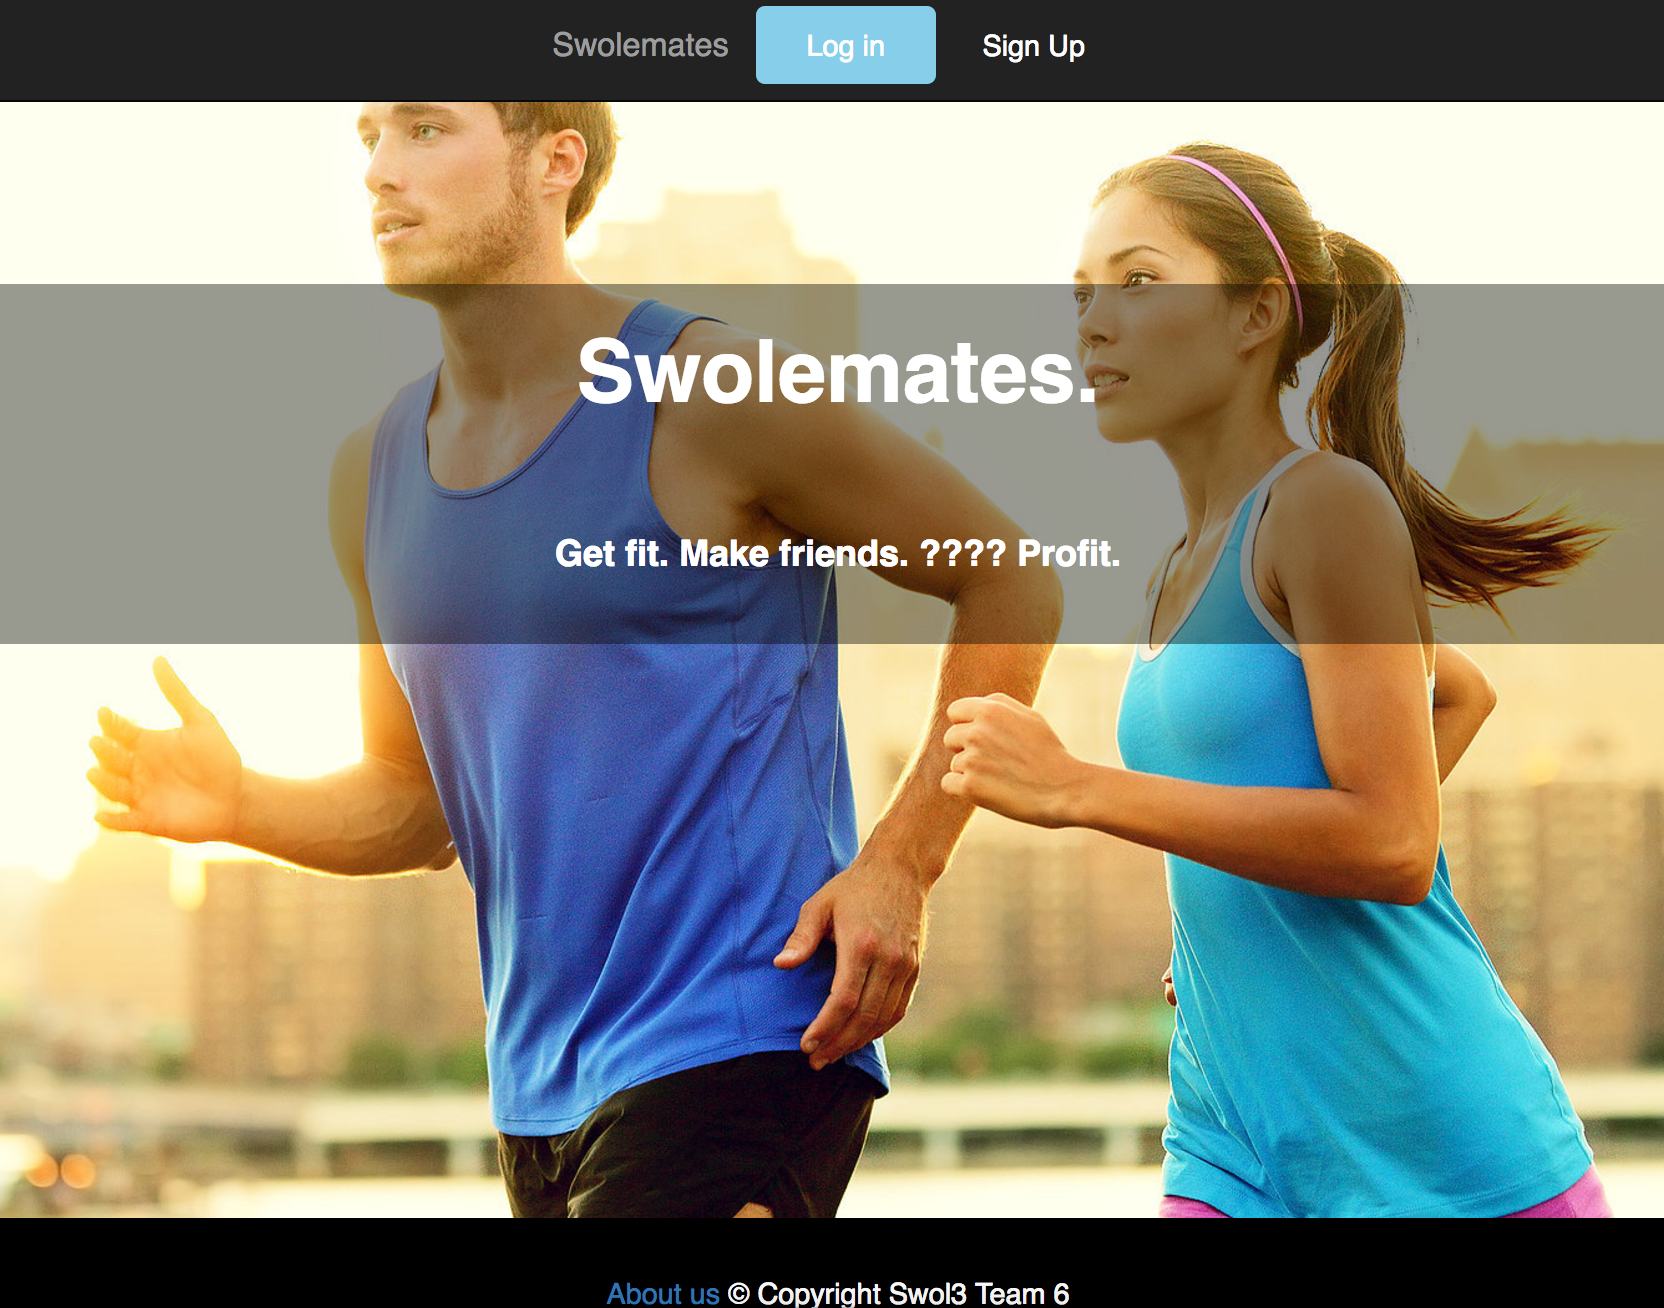 Swolemates Log in Sign Up
Swolemates.
Get fit. Make friends. ???? Profit.
About us © Copyright Swol3 Team 6